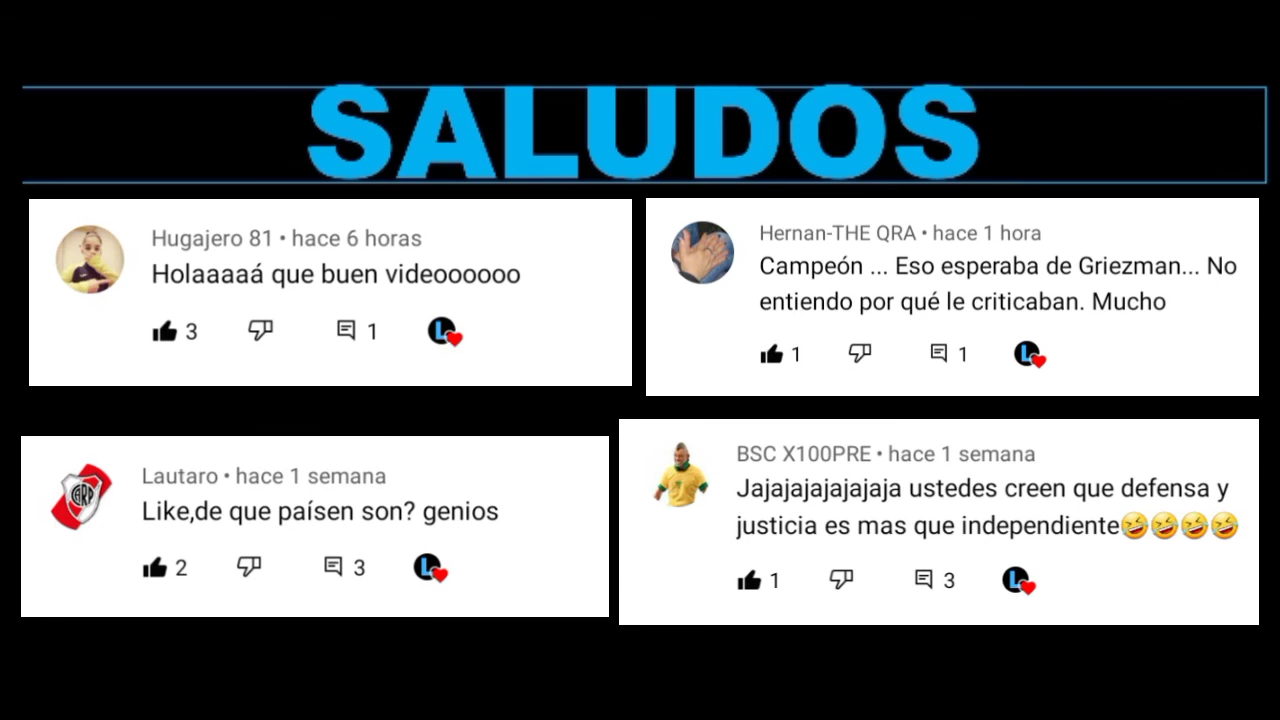 SALUDOS
Hugajero 81 • hace 6 horas
Holaaaaá que buen videoooooo
3 1 L
Hernan-THE QRA • hace 1 hora
Campeón ... Eso esperaba de Griezman... No
entiendo por qué le criticaban. Mucho
1 1 L
CARP
Lautaro • hace 1 semana
Like,de que paísen son? genios
2 3 L
BSC X100PRE • hace 1 semana
Jajajajajajajaja ustedes creen que defensa y
justicia es mas que independiente🤣🤣🤣🤣
1 3 L